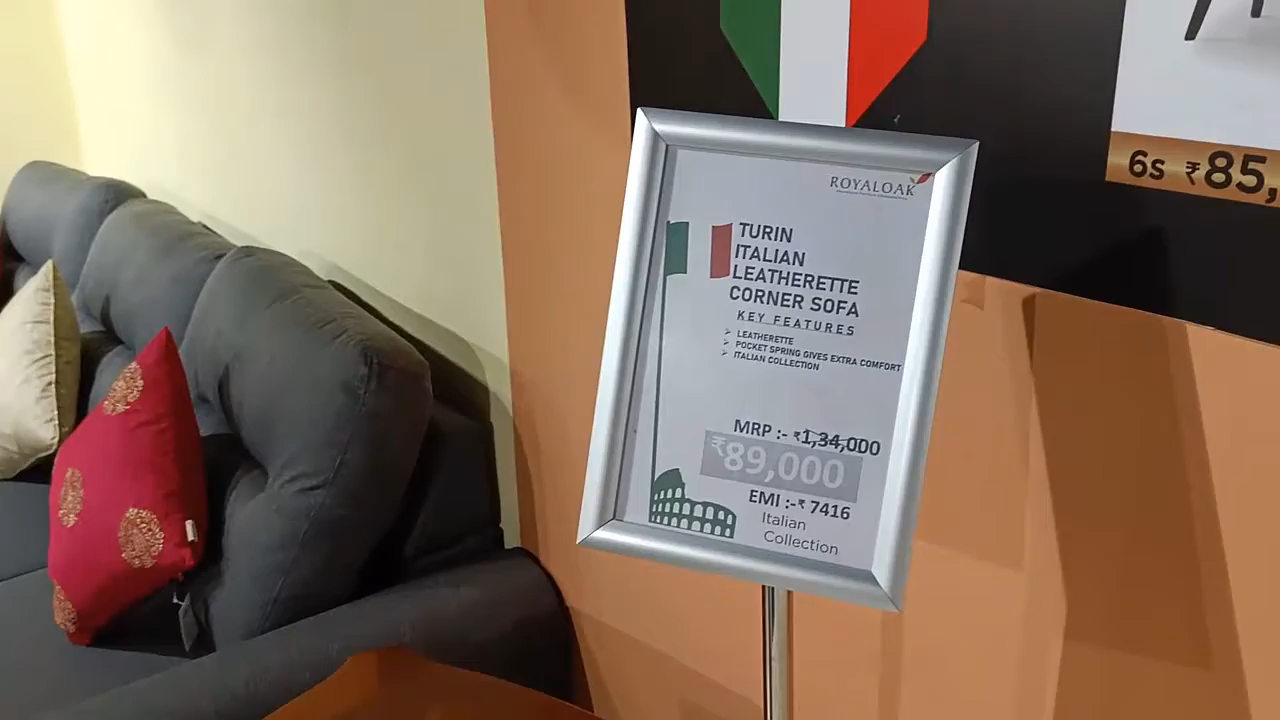 ROYALOAK
TURIN
ITALIAN
LEATHERETTE
CORNER SOFA
KEY FEATURES
LEATHERETTE
POCKET SPRING GIVES EXTRA COMFORT
ITALIAN COLLECTION
MRP :- ₹1,34,000
₹89,000
EMI :-₹ 7416
Italian
Collection
6S ₹85,